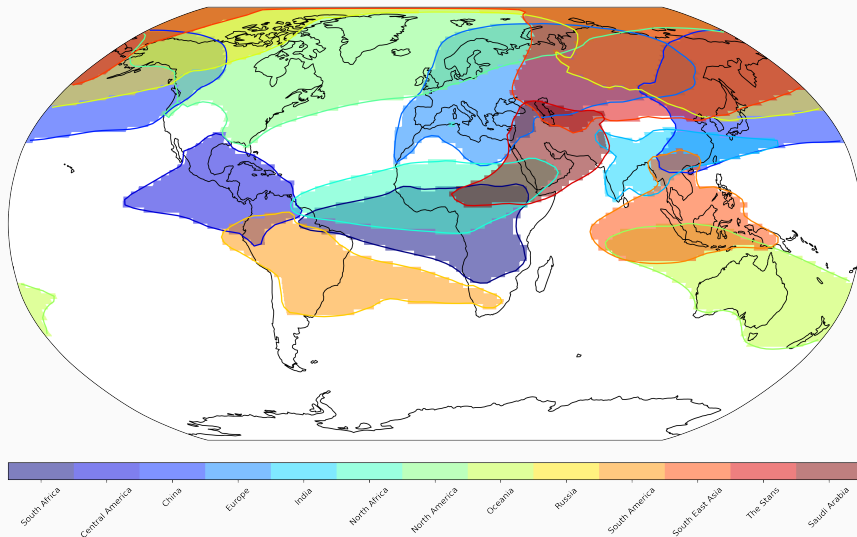 South Africa
Central America
China
Europe
India
North Africa
North America
Oceania
Russia
South America
South East Asia
The Stans
Saudi Arabia